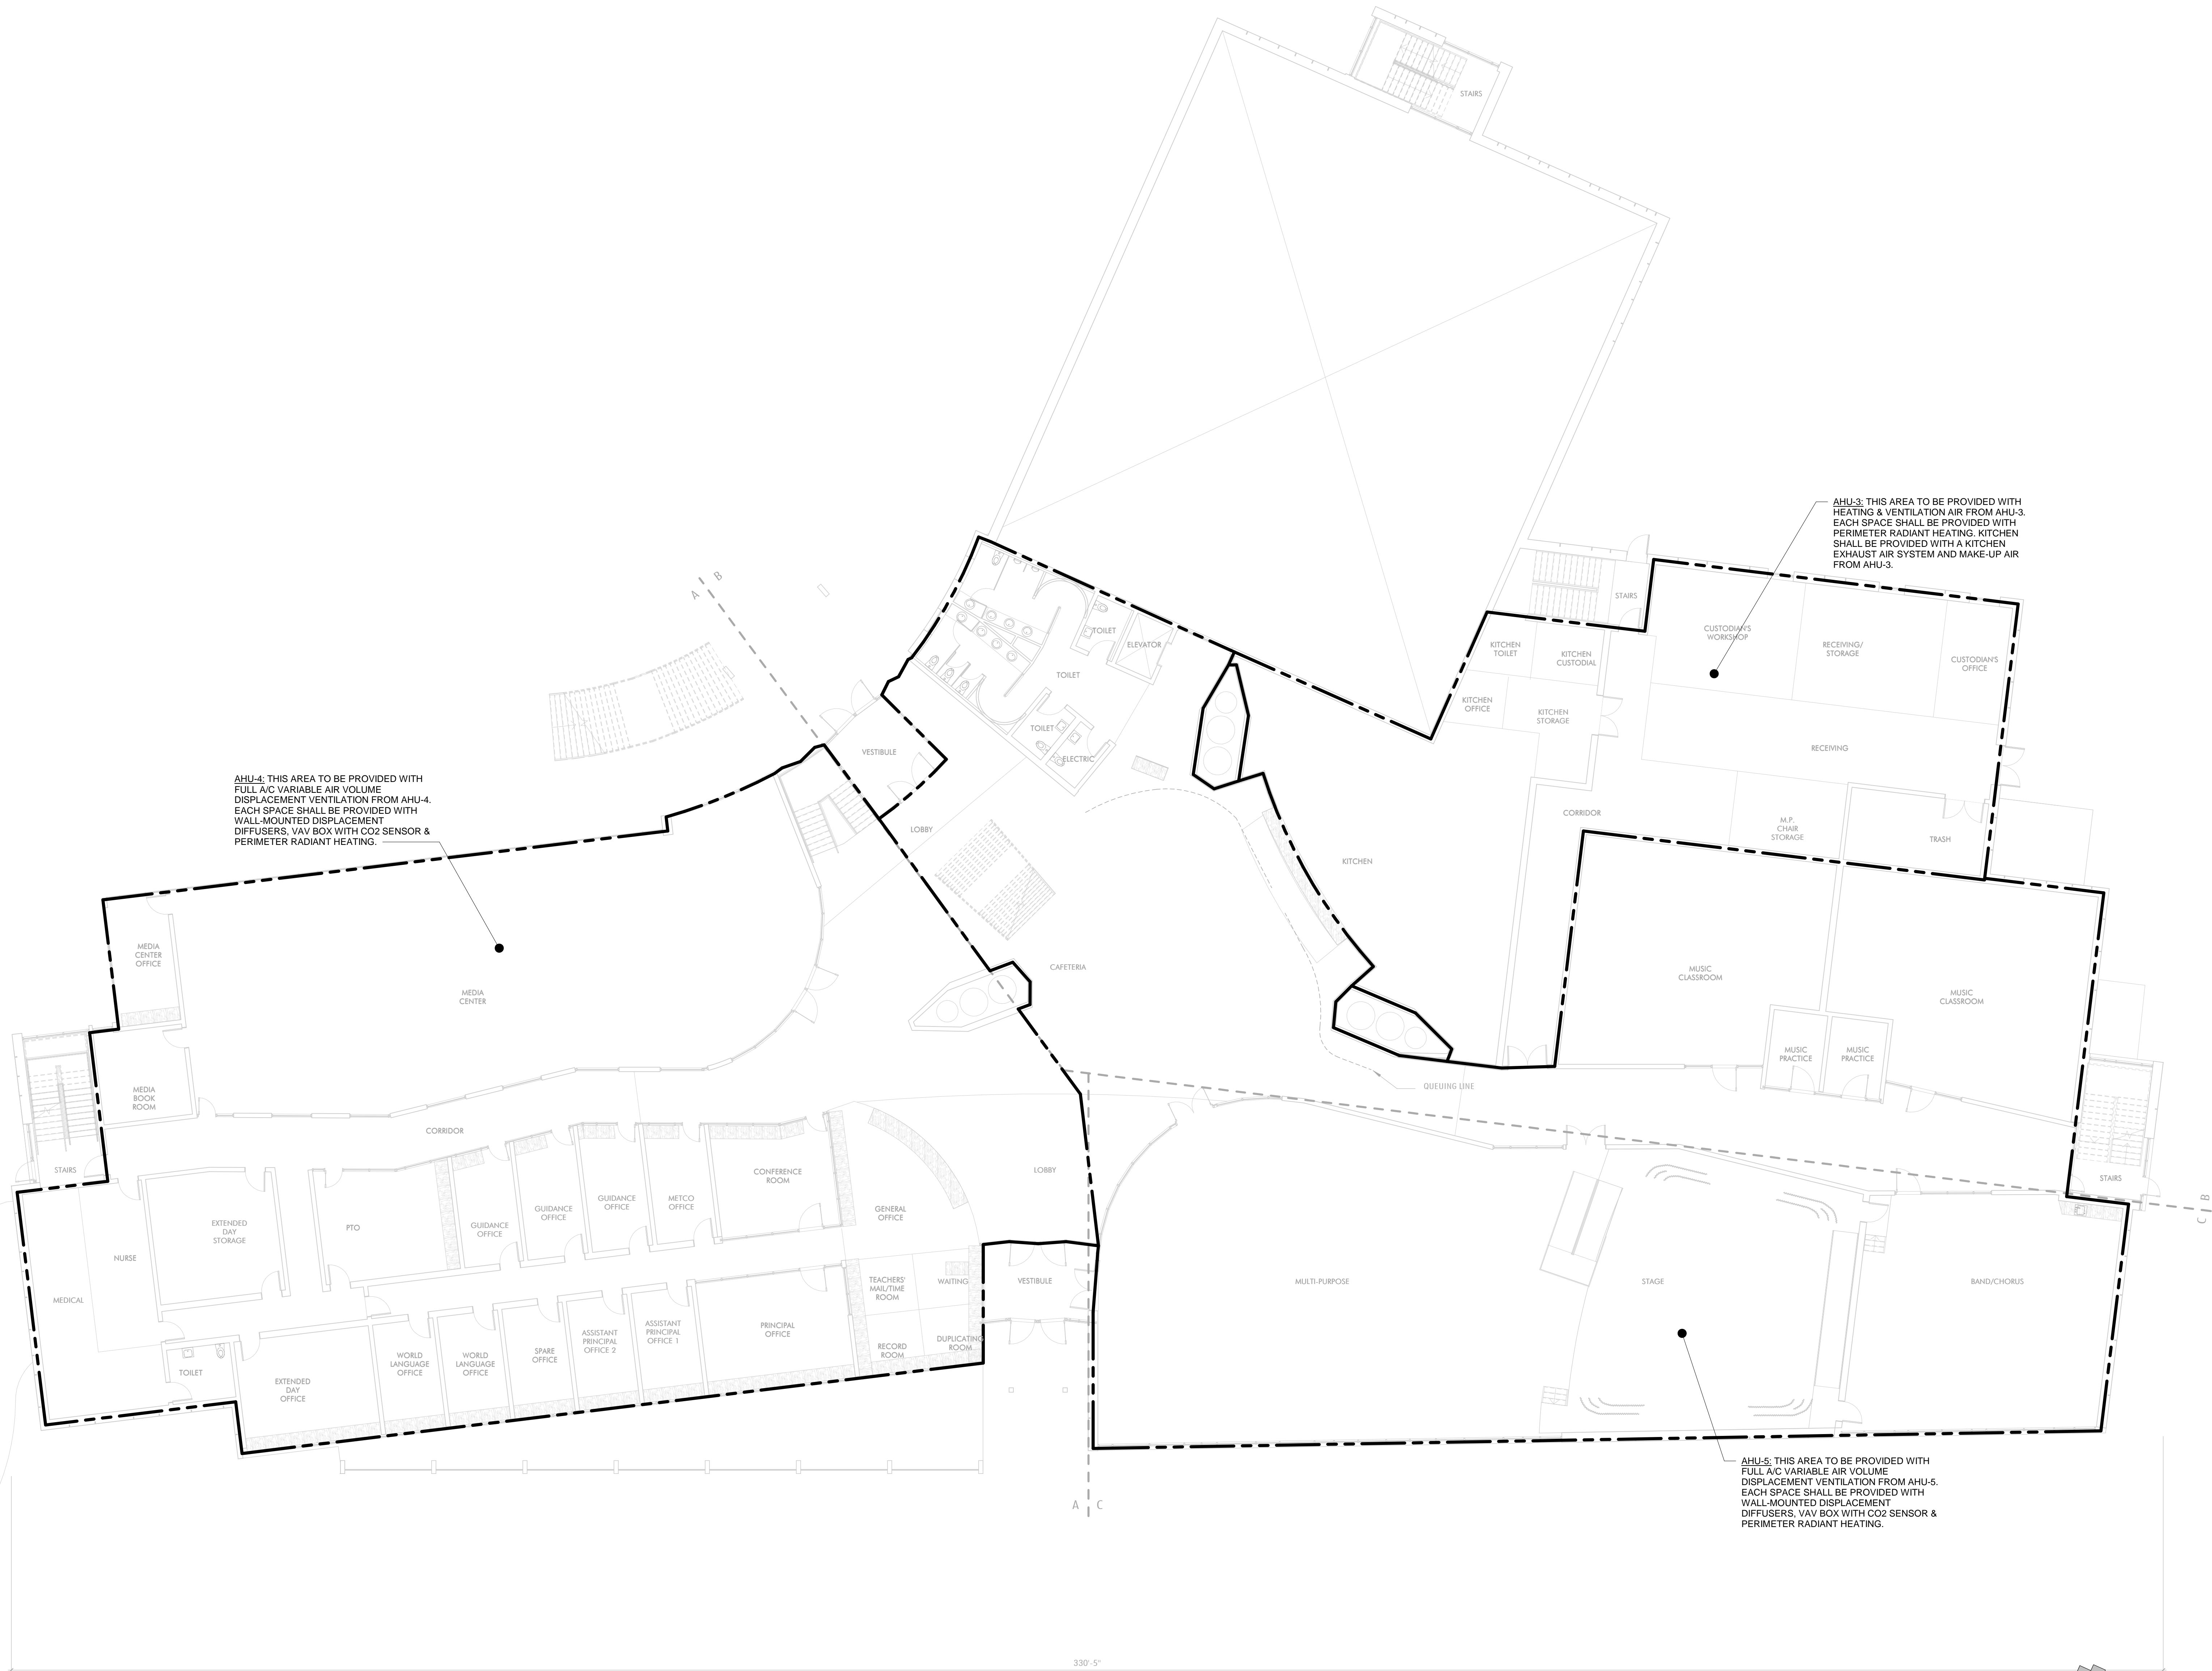 STAIRS
AHU-3: THIS AREA TO BE PROVIDED WITH
HEATING & VENTILATION AIR FROM AHU-3.
EACH SPACE SHALL BE PROVIDED WITH
PERIMETER RADIANT HEATING. KITCHEN
SHALL BE PROVIDED WITH A KITCHEN
EXHAUST AIR SYSTEM AND MAKE-UP AIR
FROM AHU-3.
B
A
STAIRS
TOILET
ELEVATOR
TOILET
KITCHEN
TOILET
KITCHEN
CUSTODIAL
CUSTODIAN'S
WORKSHOP
RECEIVING/
STORAGE
CUSTODIAN'S
OFFICE
KITCHEN
OFFICE
KITCHEN
STORAGE
TOILET
ELECTRIC
VESTIBULE
RECEIVING
AHU-4: THIS AREA TO BE PROVIDED WITH
FULL A/C VARIABLE AIR VOLUME
DISPLACEMENT VENTILATION FROM AHU-4.
EACH SPACE SHALL BE PROVIDED WITH
WALL-MOUNTED DISPLACEMENT
DIFFUSERS, VAV BOX WITH CO2 SENSOR &
PERIMETER RADIANT HEATING.
LOBBY
CORRIDOR
M.P.
CHAIR
STORAGE
TRASH
KITCHEN
MEDIA
CENTER
OFFICE
MEDIA
CENTER
CAFETERIA
MUSIC
CLASSROOM
MUSIC
CLASSROOM
MUSIC
PRACTICE
MUSIC
PRACTICE
MEDIA
BOOK
ROOM
QUEUING LINE
CORRIDOR
STAIRS
CONFERENCE
ROOM
LOBBY
STAIRS
B
C
GUIDANCE
OFFICE
GUIDANCE
OFFICE
GUIDANCE
OFFICE
METCO
OFFICE
GENERAL
OFFICE
EXTENDED
DAY
STORAGE
PTO
NURSE
MEDICAL
TEACHERS'
MAIL/TIME
ROOM
WAITING
VESTIBULE
MULTI-PURPOSE
STAGE
BAND/CHORUS
TOILET
EXTENDED
DAY
OFFICE
WORLD
LANGUAGE
OFFICE
WORLD
LANGUAGE
OFFICE
SPARE
OFFICE
ASSISTANT
PRINCIPAL
OFFICE 2
ASSISTANT
PRINCIPAL
OFFICE 1
PRINCIPAL
OFFICE
RECORD
ROOM
DUPLICATING
ROOM
AHU-5: THIS AREA TO BE PROVIDED WITH
FULL A/C VARIABLE AIR VOLUME
DISPLACEMENT VENTILATION FROM AHU-5.
EACH SPACE SHALL BE PROVIDED WITH
WALL-MOUNTED DISPLACEMENT
DIFFUSERS, VAV BOX WITH CO2 SENSOR &
PERIMETER RADIANT HEATING.
A
C
330'-5"